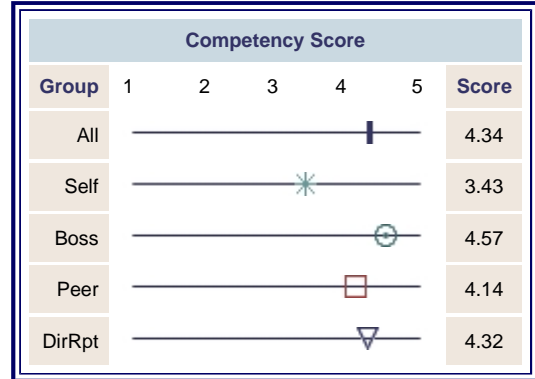 Competency Score
Group 1 2 3 4 5 Score
All 4.34
Self 3.43
Boss 4.57
Peer 4.14
DirRpt 4.32